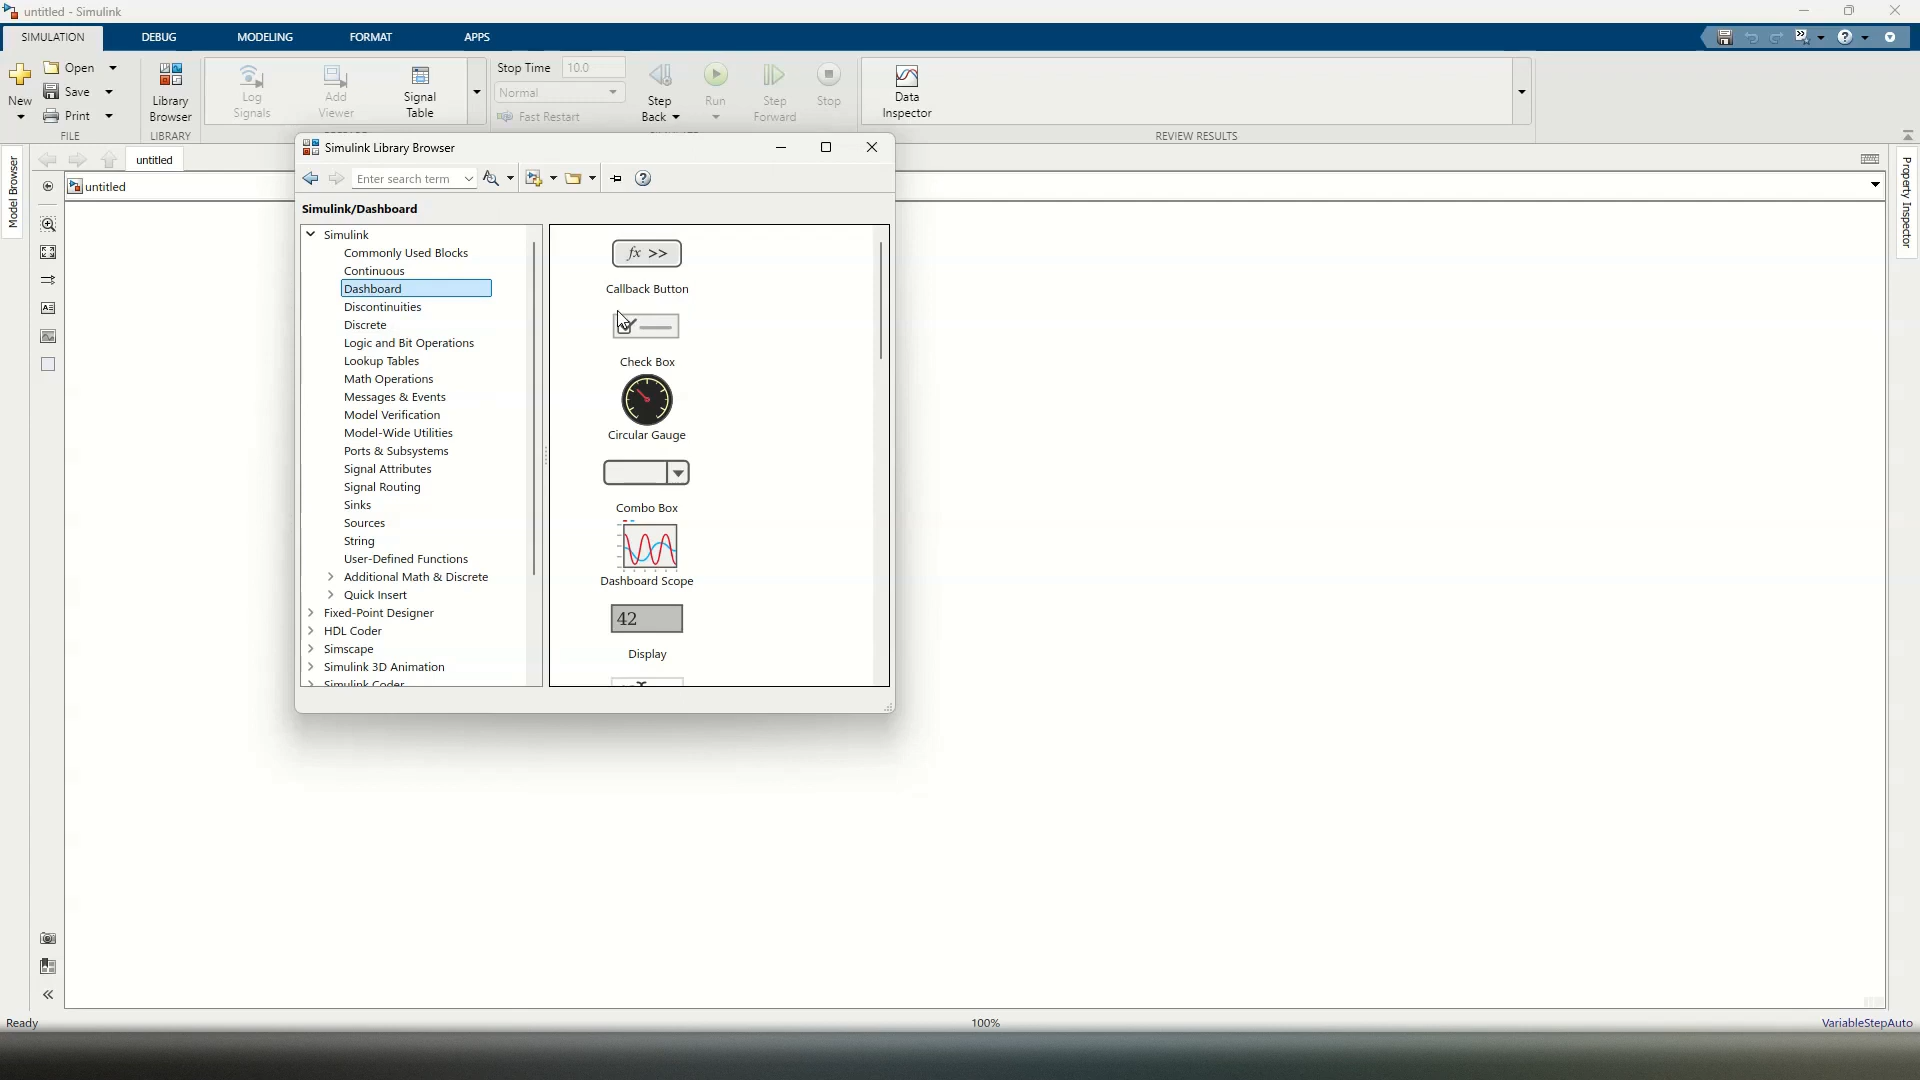 untitled - Simulink
SIMULATION DEBUG MODELING FORMAT APPS
New
Open
Save
Print
FILE
Library
Browser
LIBRARY
Log
Signals
Add
Viewer
Signal
Table
Stop Time 10.0
Normal
Fast Restart
Step
Back
Run
Step
Forward
Stop
Data
Inspector
REVIEW RESULTS
Model Browser
untitled
untitled
Property Inspector
Simulink Library Browser
Enter search term
Simulink/Dashboard
Simulink
Commonly Used Blocks
Continuous
Dashboard
Discontinuities
Discrete
Logic and Bit Operations
Lookup Tables
Math Operations
Messages & Events
Model Verification
Model-Wide Utilities
Ports & Subsystems
Signal Attributes
Signal Routing
Sinks
Sources
String
User-Defined Functions
Additional Math & Discrete
Quick Insert
Fixed-Point Designer
HDL Coder
Simscape
Simulink 3D Animation
Simulink Coder
fx >>
Callback Button
Check Box
Circular Gauge
Combo Box
Dashboard Scope
42
Display
Ready
100%
VariableStepAuto